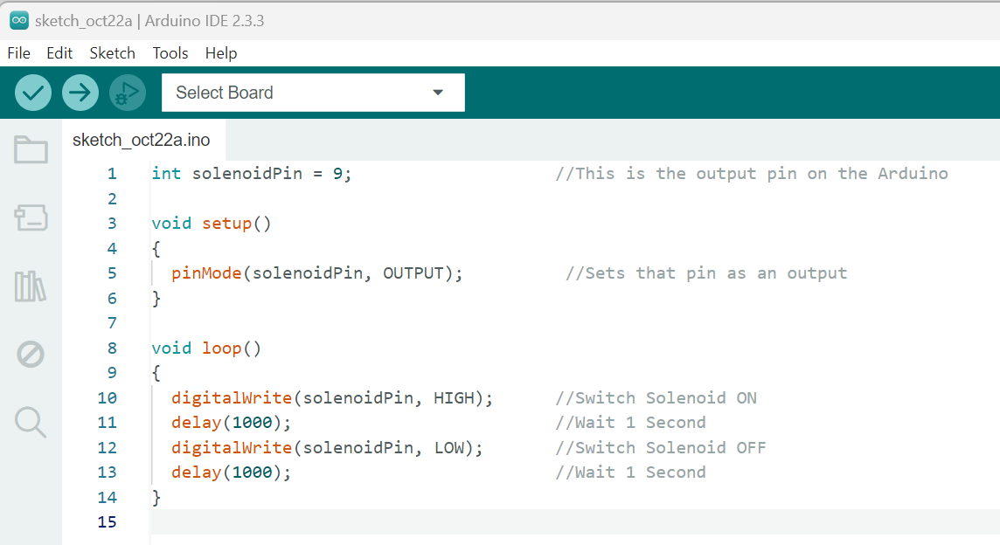 sketch_oct22a | Arduino IDE 2.3.3
File Edit Sketch Tools Help
Select Board
sketch_oct22a.ino
1 int solenoidPin = 9; //This is the output pin on the Arduino
2
3 void setup()
4 {
5 pinMode(solenoidPin, OUTPUT); //Sets that pin as an output
6 }
7
8 void loop()
9 {
10 digitalWrite(solenoidPin, HIGH); //Switch Solenoid ON
11 delay(1000); //Wait 1 Second
12 digitalWrite(solenoidPin, LOW); //Switch Solenoid OFF
13 delay(1000); //Wait 1 Second
14 }
15